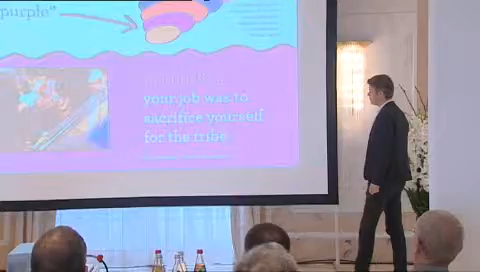 purple"
your job was to
sacrifice yourself
for the tribe